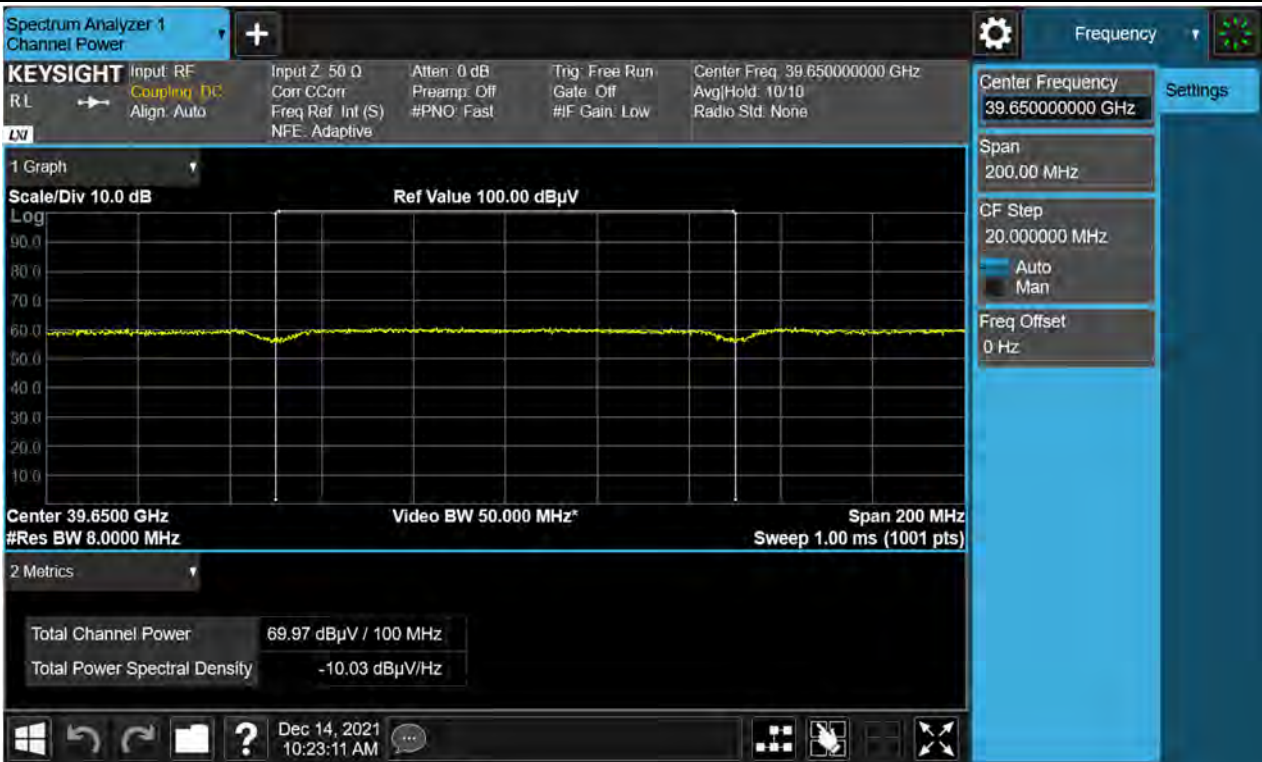 Spectrum Analyzer 1
Channel Power
+
Frequency
KEYSIGHT
RL
LXI
Input: RF
Coupling: DC
Align: Auto
Input Z: 50 Ω
Corr CCorr
Freq Ref: Int (S)
NFE: Adaptive
Atten: 0 dB
Preamp: Off
#PNO: Fast
Trig: Free Run
Gate: Off
#IF Gain: Low
Center Freq: 39.650000000 GHz
Avg|Hold: 10/10
Radio Std: None
Center Frequency
39.650000000 GHz
Settings
Span
200.00 MHz
CF Step
20.000000 MHz
Auto
Man
Freq Offset
0 Hz
1 Graph
Scale/Div 10.0 dB
Ref Value 100.00 dBµV
Log
90.0
80.0
70.0
60.0
50.0
40.0
30.0
20.0
10.0
Center 39.6500 GHz
Video BW 50.000 MHz*
Span 200 MHz
#Res BW 8.0000 MHz
Sweep 1.00 ms (1001 pts)
2 Metrics
Total Channel Power 69.97 dBµV / 100 MHz
Total Power Spectral Density -10.03 dBµV/Hz
?
Dec 14, 2021
10:23:11 AM